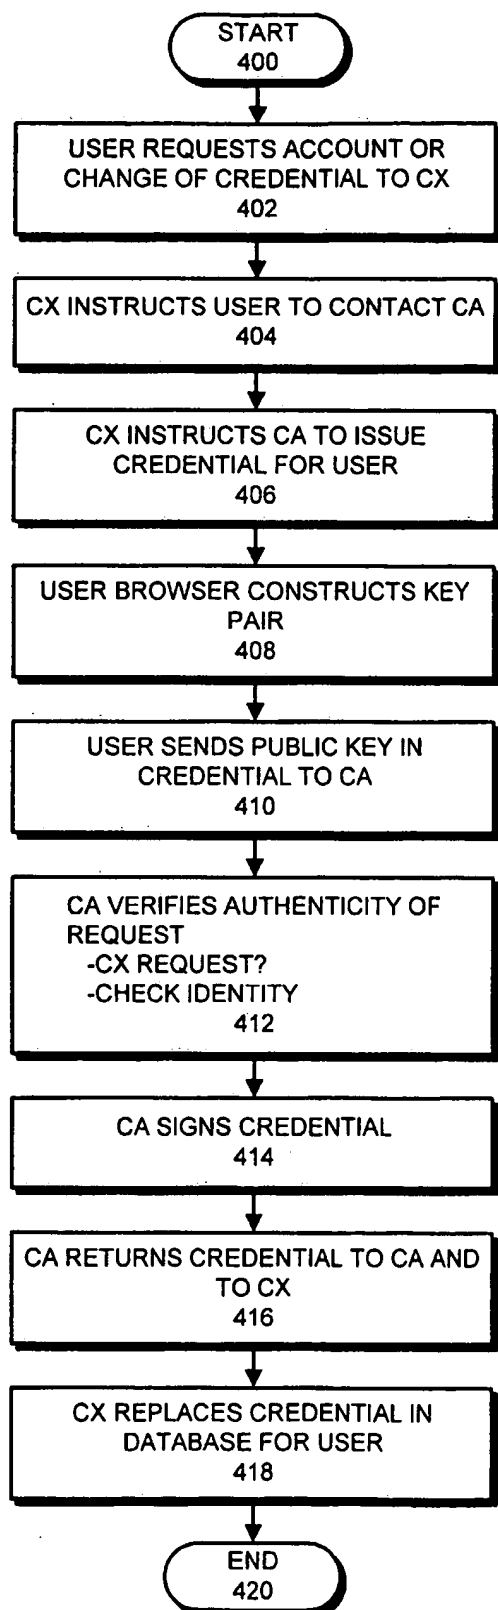 START
400
USER REQUESTS ACCOUNT OR
CHANGE OF CREDENTIAL TO CX
402
CX INSTRUCTS USER TO CONTACT CA
404
CX INSTRUCTS CA TO ISSUE
CREDENTIAL FOR USER
406
USER BROWSER CONSTRUCTS KEY
PAIR
408
USER SENDS PUBLIC KEY IN
CREDENTIAL TO CA
410
CA VERIFIES AUTHENTICITY OF
REQUEST
-CX REQUEST?
-CHECK IDENTITY
412
CA SIGNS CREDENTIAL
414
CA RETURNS CREDENTIAL TO CA AND
TO CX
416
CX REPLACES CREDENTIAL IN
DATABASE FOR USER
418
END
420